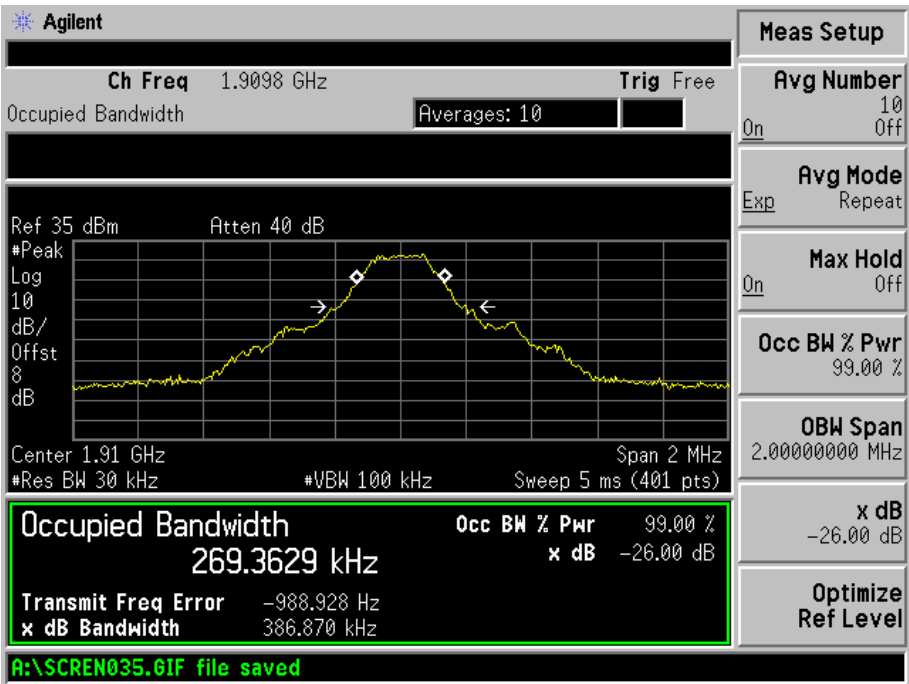 Agilent
Ch Freq 1.9098 GHz Trig Free
Occupied Bandwidth Averages: 10
Ref 35 dBm Atten 40 dB
#Peak
Log
10
dB/
Offst
8
dB
Center 1.91 GHz Span 2 MHz
#Res BW 30 kHz #VBW 100 kHz Sweep 5 ms (401 pts)
Occupied Bandwidth Occ BW % Pwr 99.00 %
269.3629 kHz x dB -26.00 dB
Transmit Freq Error -988.928 Hz
x dB Bandwidth 386.870 kHz
A:\SCREN035.GIF file saved
Meas Setup
Avg Number
10
On Off
Avg Mode
Exp Repeat
Max Hold
On Off
Occ BW % Pwr
99.00 %
OBW Span
2.00000000 MHz
x dB
-26.00 dB
Optimize
Ref Level